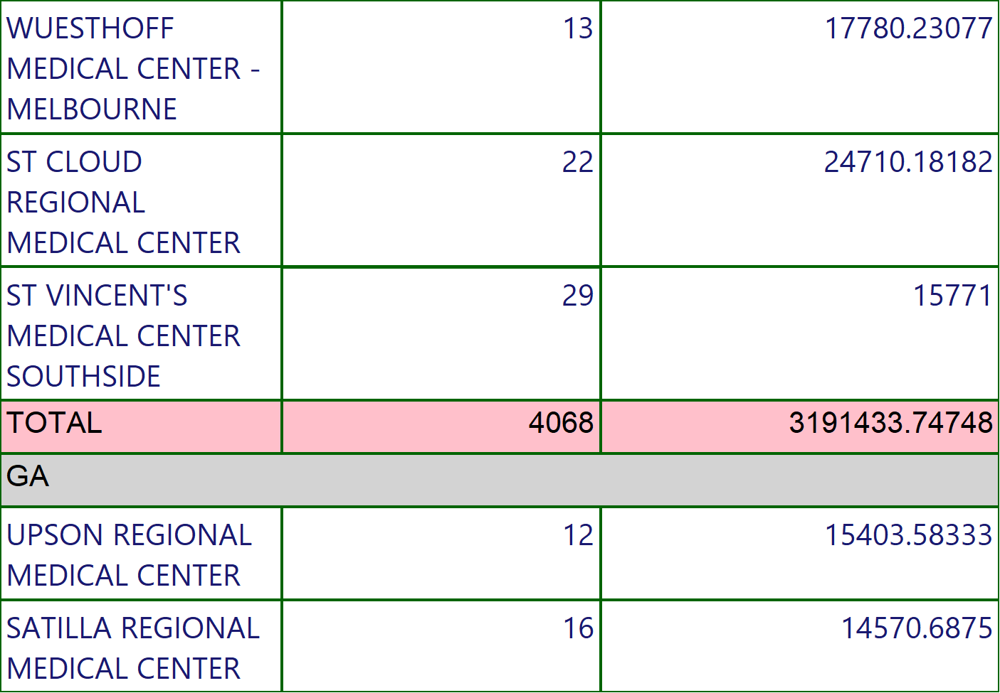 WUESTHOFF 13 17780.23077
MEDICAL CENTER -
MELBOURNE
ST CLOUD 22 24710.18182
REGIONAL
MEDICAL CENTER
ST VINCENT'S 29 15771
MEDICAL CENTER
SOUTHSIDE
TOTAL 4068 3191433.74748
GA
UPSON REGIONAL 12 15403.58333
MEDICAL CENTER
SATILLA REGIONAL 16 14570.6875
MEDICAL CENTER